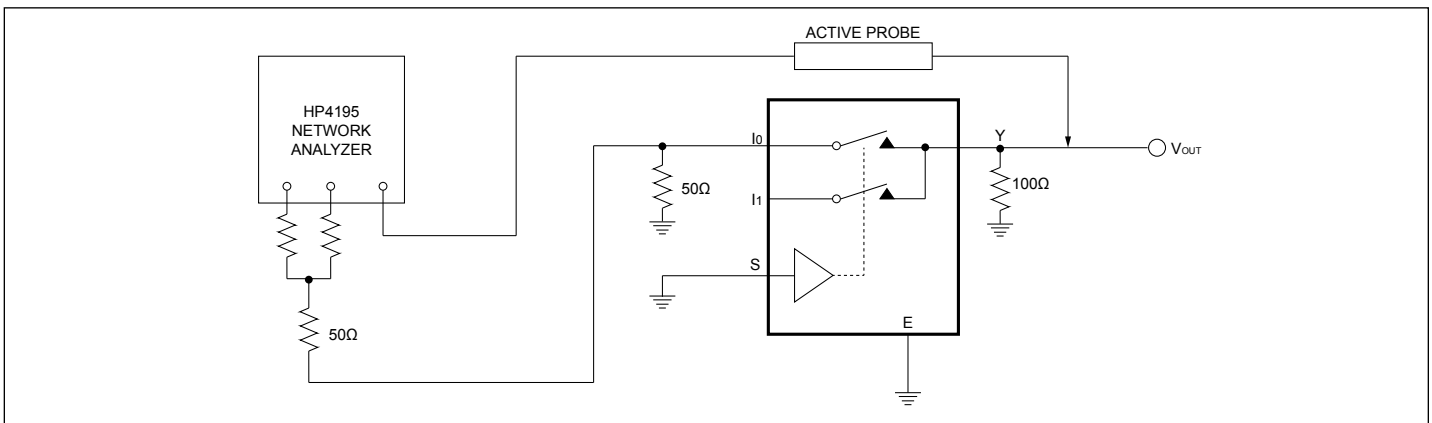 ACTIVE PROBE
HP4195
NETWORK
ANALYZER
I0
Y
VOUT
50Ω
100Ω
I1
S
E
50Ω